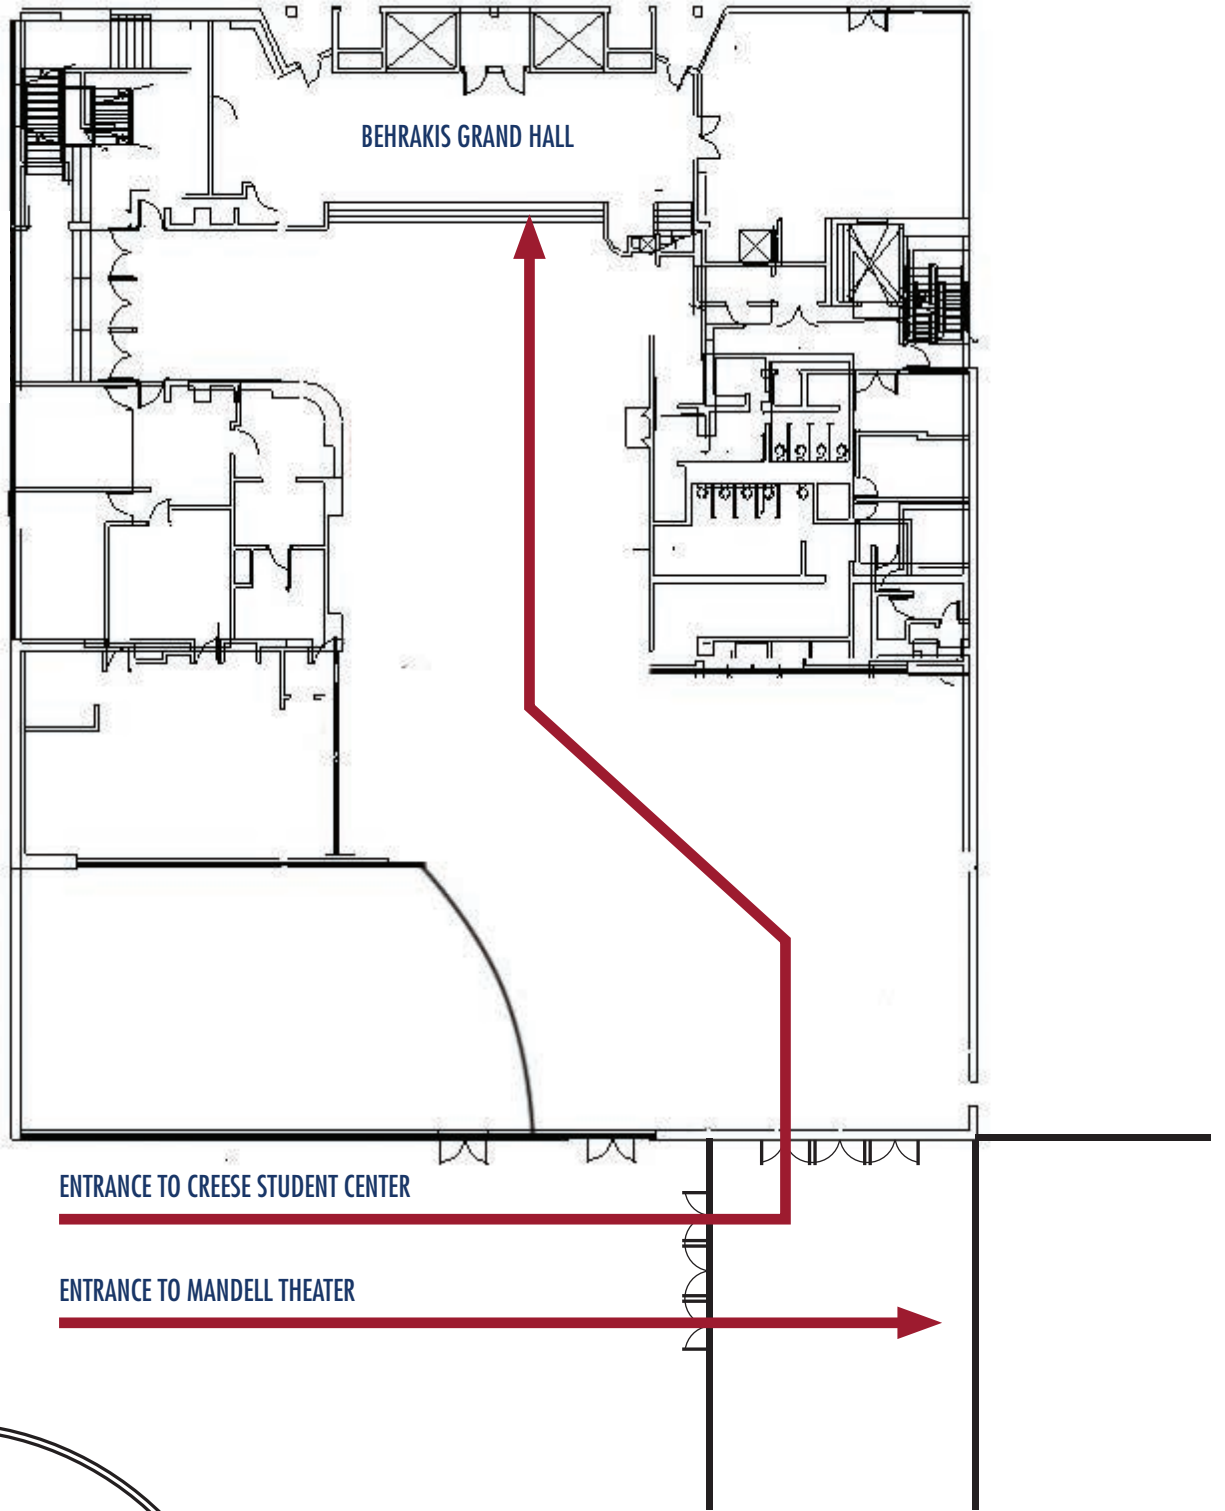 BEHRAKIS GRAND HALL
ENTRANCE TO CREESE STUDENT CENTER
ENTRANCE TO MANDELL THEATER